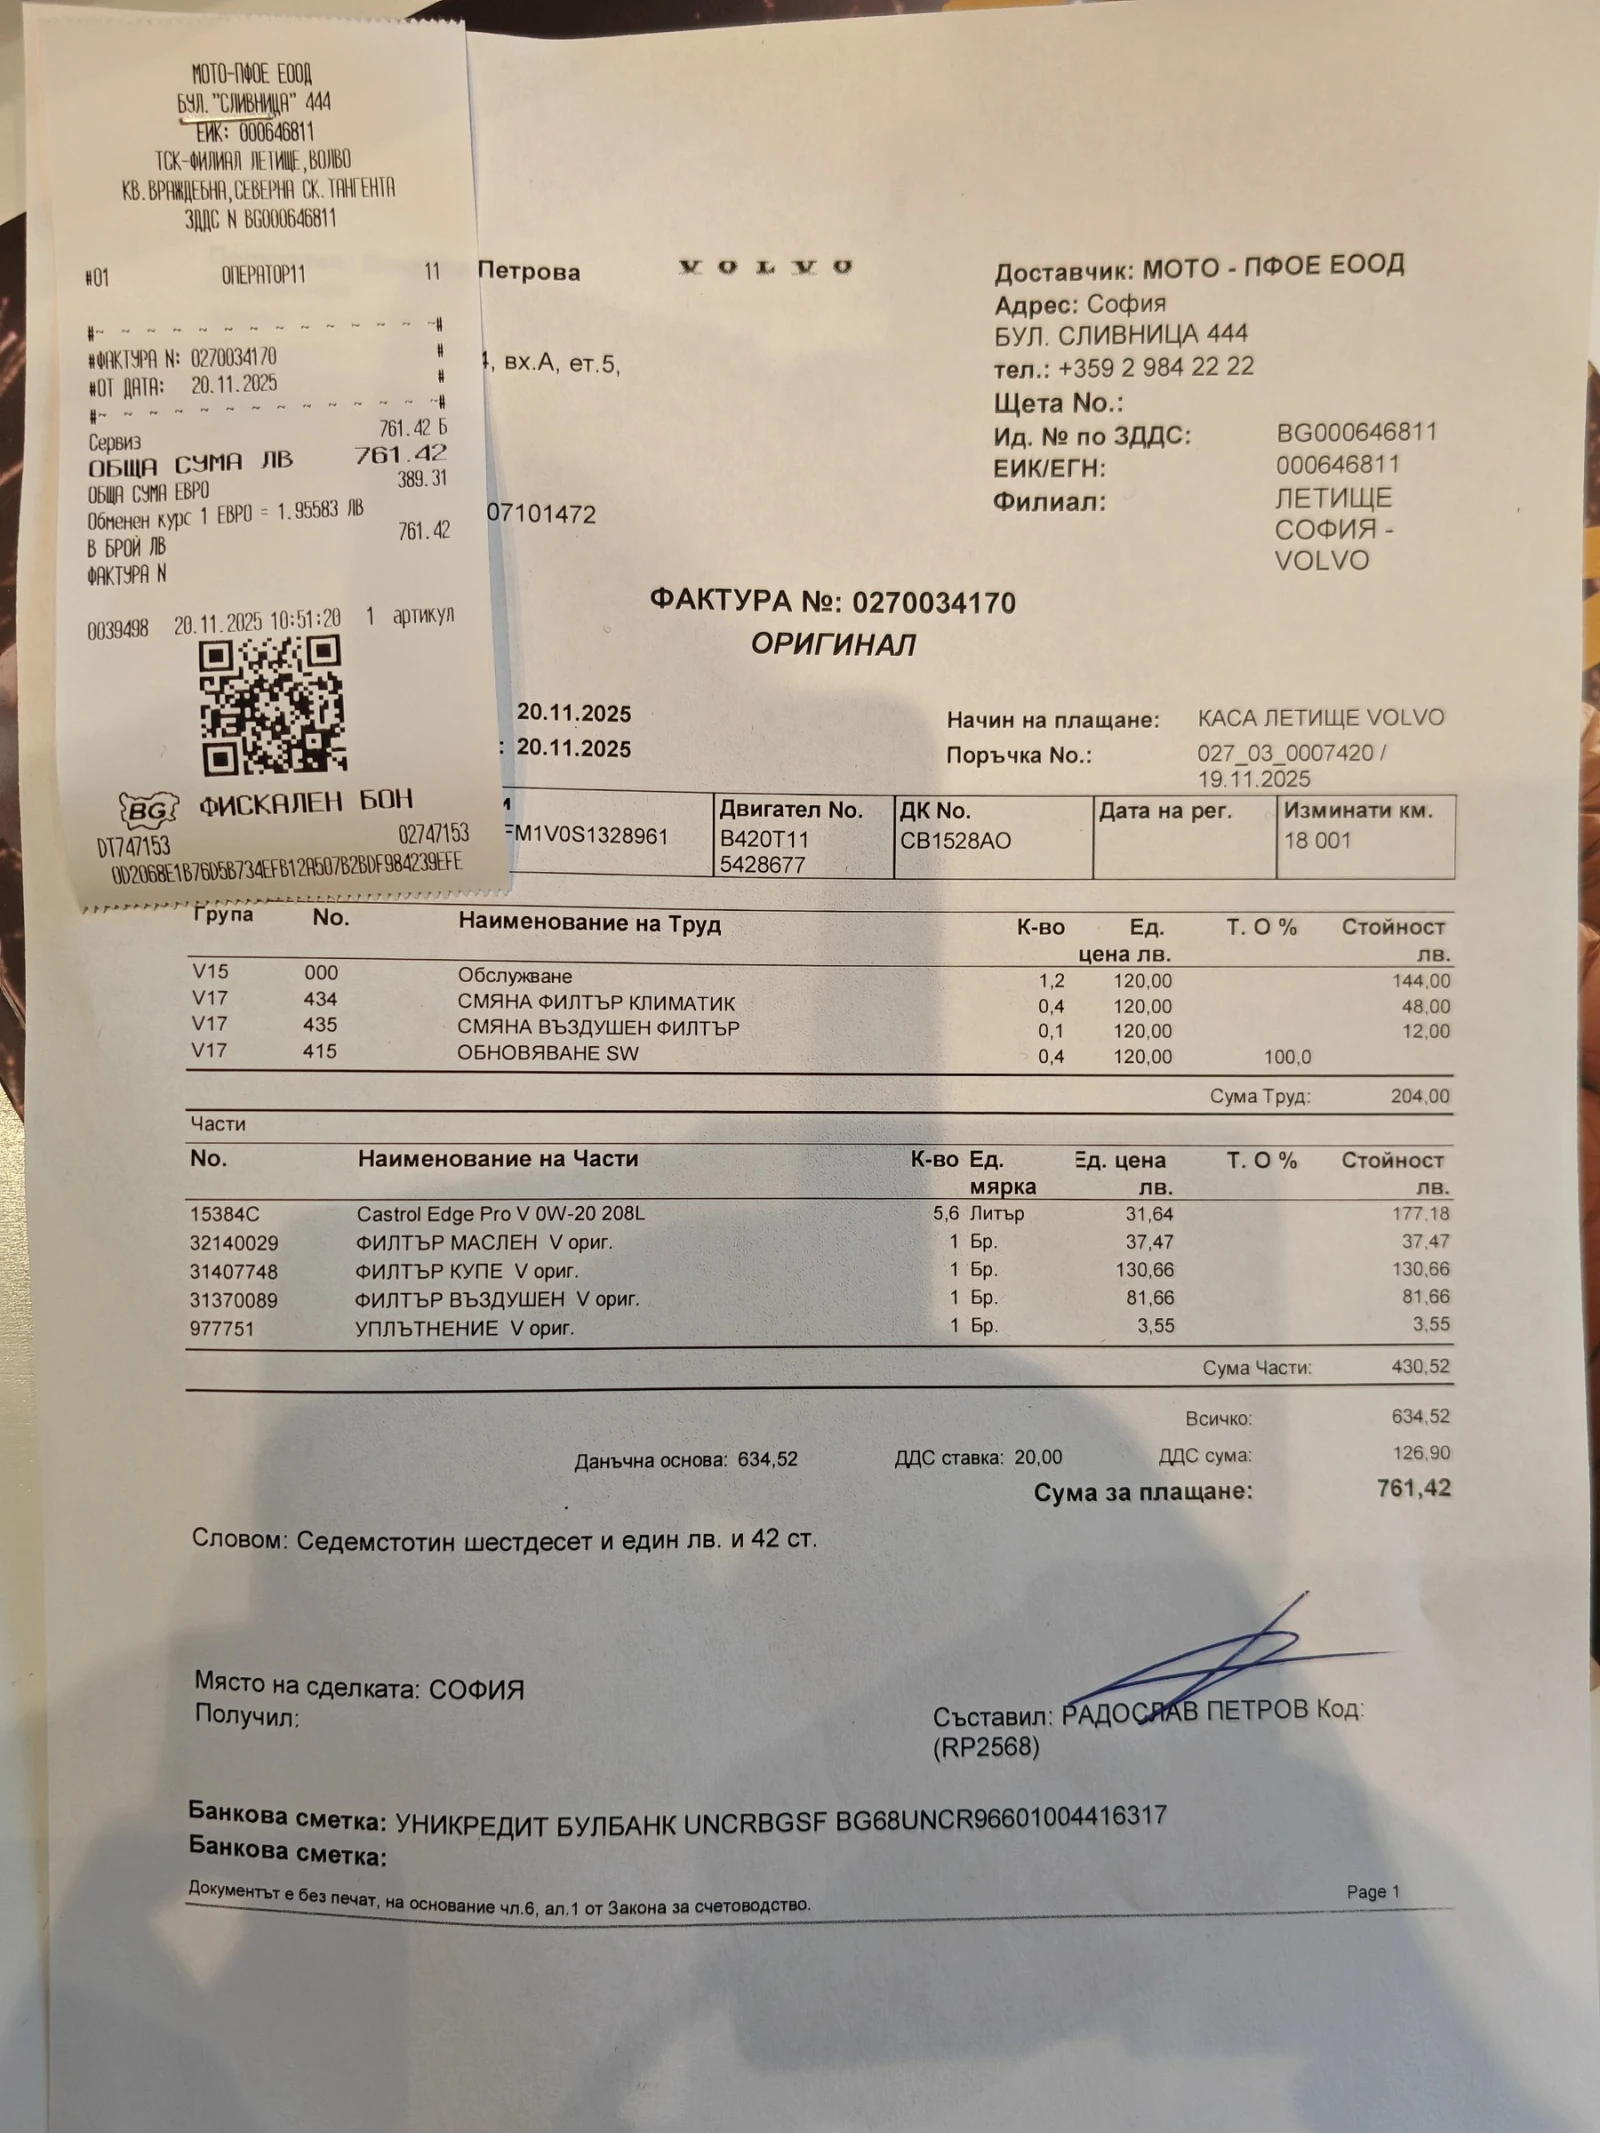 МОТО-ПФОЕ ЕООД
БУЛ."СЛИВНИЦА" 444
ЕИК: 000646811
ТСК-ФИЛИАЛ ЛЕТИЩЕ,ВОЛВО
КВ.ВРАЖДЕБНА,СЕВЕРНА СК.ТАНГЕНТА
ЗДДС N BG000646811
#01 ОПЕРАТОР11 11
#~ ~ ~ ~ ~ ~ ~ ~ ~ ~ ~ ~ ~ ~#
#ФАКТУРА N: 0270034170 #
#ОТ ДАТА: 20.11.2025 #
#~ ~ ~ ~ ~ ~ ~ ~ ~ ~ ~ ~ ~ ~#
Сервиз 761.42 Б
ОБЩА СУМА ЛВ 761.42
ОБЩА СУМА ЕВРО 389.31
Обменен курс 1 ЕВРО = 1.95583 ЛВ
В БРОЙ ЛВ 761.42
ФАКТУРА N
0039498 20.11.2025 10:51:20 1 артикул
BG ФИСКАЛЕН БОН
DT747153 02747153
0D2068E1B76D5B734EFB12A507B2BDF984239EFE
Петрова
VOLVO
, вх.А, ет.5,
07101472
Доставчик: МОТО - ПФОЕ ЕООД
Адрес: София
БУЛ. СЛИВНИЦА 444
тел.: +359 2 984 22 22
Щета No.:
Ид. № по ЗДДС: BG000646811
ЕИК/ЕГН: 000646811
Филиал: ЛЕТИЩЕ
СОФИЯ -
VOLVO
ФАКТУРА №: 0270034170
ОРИГИНАЛ
20.11.2025
: 20.11.2025
Начин на плащане: КАСА ЛЕТИЩЕ VOLVO
Поръчка No.: 027_03_0007420 /
19.11.2025
и Двигател No. ДК No. Дата на рег. Изминати км.
FM1V0S1328961 B420T11 CB1528AO 18 001
5428677
Група No. Наименование на Труд К-во Ед. Т. О % Стойност
цена лв. лв.
V15 000 Обслужване 1,2 120,00 144,00
V17 434 СМЯНА ФИЛТЪР КЛИМАТИК 0,4 120,00 48,00
V17 435 СМЯНА ВЪЗДУШЕН ФИЛТЪР 0,1 120,00 12,00
V17 415 ОБНОВЯВАНЕ SW 0,4 120,00 100,0
Сума Труд: 204,00
Части
No. Наименование на Части К-во Ед. Ед. цена Т. О % Стойност
мярка лв. лв.
15384C Castrol Edge Pro V 0W-20 208L 5,6 Литър 31,64 177,18
32140029 ФИЛТЪР МАСЛЕН V ориг. 1 Бр. 37,47 37,47
31407748 ФИЛТЪР КУПЕ V ориг. 1 Бр. 130,66 130,66
31370089 ФИЛТЪР ВЪЗДУШЕН V ориг. 1 Бр. 81,66 81,66
977751 УПЛЪТНЕНИЕ V ориг. 1 Бр. 3,55 3,55
Сума Части: 430,52
Всичко: 634,52
Данъчна основа: 634,52 ДДС ставка: 20,00 ДДС сума: 126,90
Сума за плащане: 761,42
Словом: Седемстотин шестдесет и един лв. и 42 ст.
Място на сделката: СОФИЯ
Получил:
Съставил: РАДОСЛАВ ПЕТРОВ Код:
(RP2568)
Банкова сметка: УНИКРЕДИТ БУЛБАНК UNCRBGSF BG68UNCR96601004416317
Банкова сметка:
Документът е без печат, на основание чл.6, ал.1 от Закона за счетоводство.
Page 1